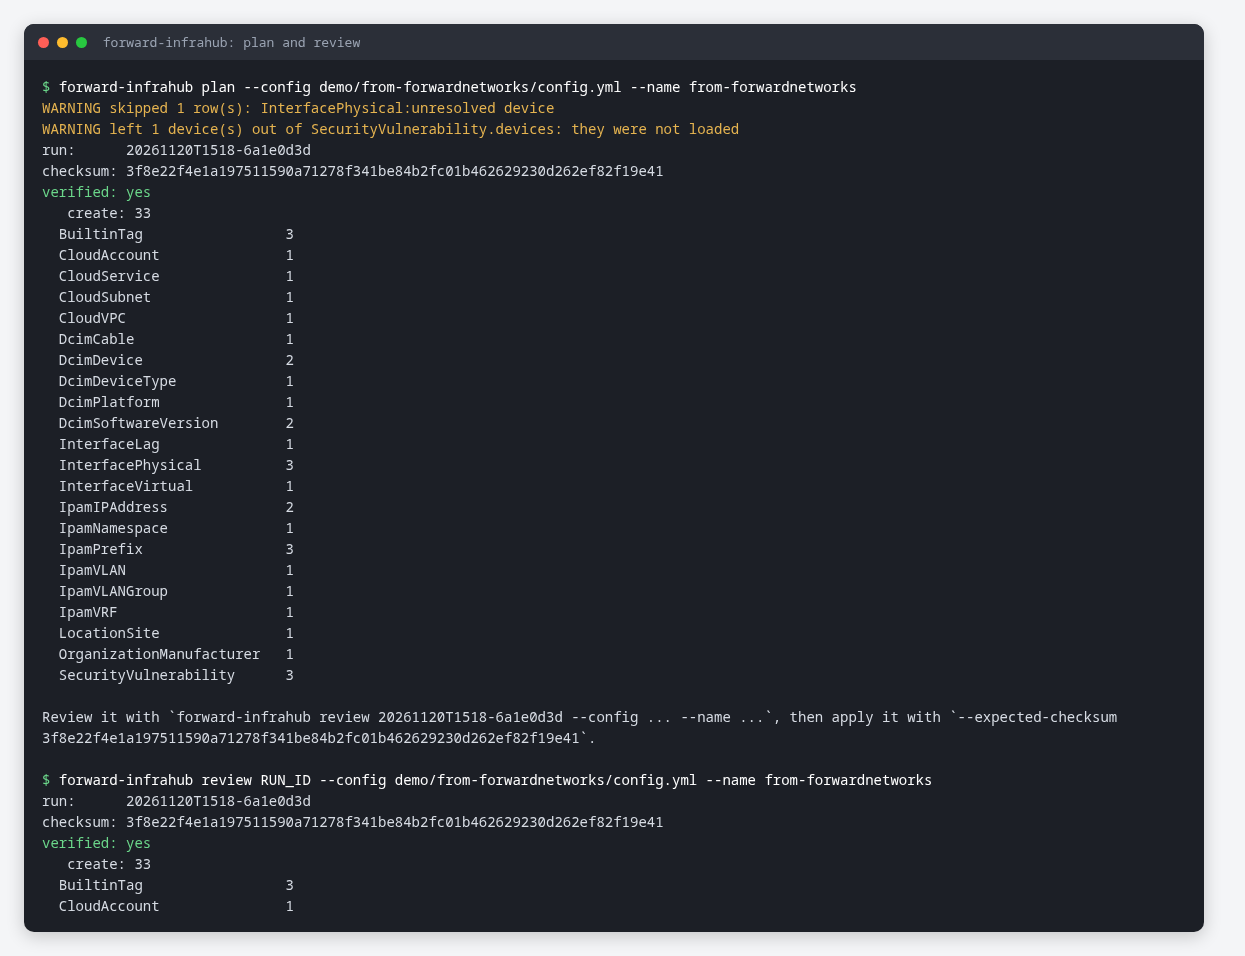 forward-infrahub: plan and review
$ forward-infrahub plan --config demo/from-forwardnetworks/config.yml --name from-forwardnetworks
WARNING skipped 1 row(s): InterfacePhysical:unresolved device
WARNING left 1 device(s) out of SecurityVulnerability.devices: they were not loaded
run:      20261120T1518-6a1e0d3d
checksum: 3f8e22f4e1a197511590a71278f341be84b2fc01b462629230d262ef82f19e41
verified: yes
   create: 33
  BuiltinTag                 3
  CloudAccount               1
  CloudService               1
  CloudSubnet                1
  CloudVPC                   1
  DcimCable                  1
  DcimDevice                 2
  DcimDeviceType             1
  DcimPlatform               1
  DcimSoftwareVersion        2
  InterfaceLag               1
  InterfacePhysical          3
  InterfaceVirtual           1
  IpamIPAddress              2
  IpamNamespace              1
  IpamPrefix                 3
  IpamVLAN                   1
  IpamVLANGroup              1
  IpamVRF                    1
  LocationSite               1
  OrganizationManufacturer   1
  SecurityVulnerability      3
Review it with `forward-infrahub review 20261120T1518-6a1e0d3d --config ... --name ...`, then apply it with `--expected-checksum
3f8e22f4e1a197511590a71278f341be84b2fc01b462629230d262ef82f19e41`.
$ forward-infrahub review RUN_ID --config demo/from-forwardnetworks/config.yml --name from-forwardnetworks
run:      20261120T1518-6a1e0d3d
checksum: 3f8e22f4e1a197511590a71278f341be84b2fc01b462629230d262ef82f19e41
verified: yes
   create: 33
  BuiltinTag                 3
  CloudAccount               1